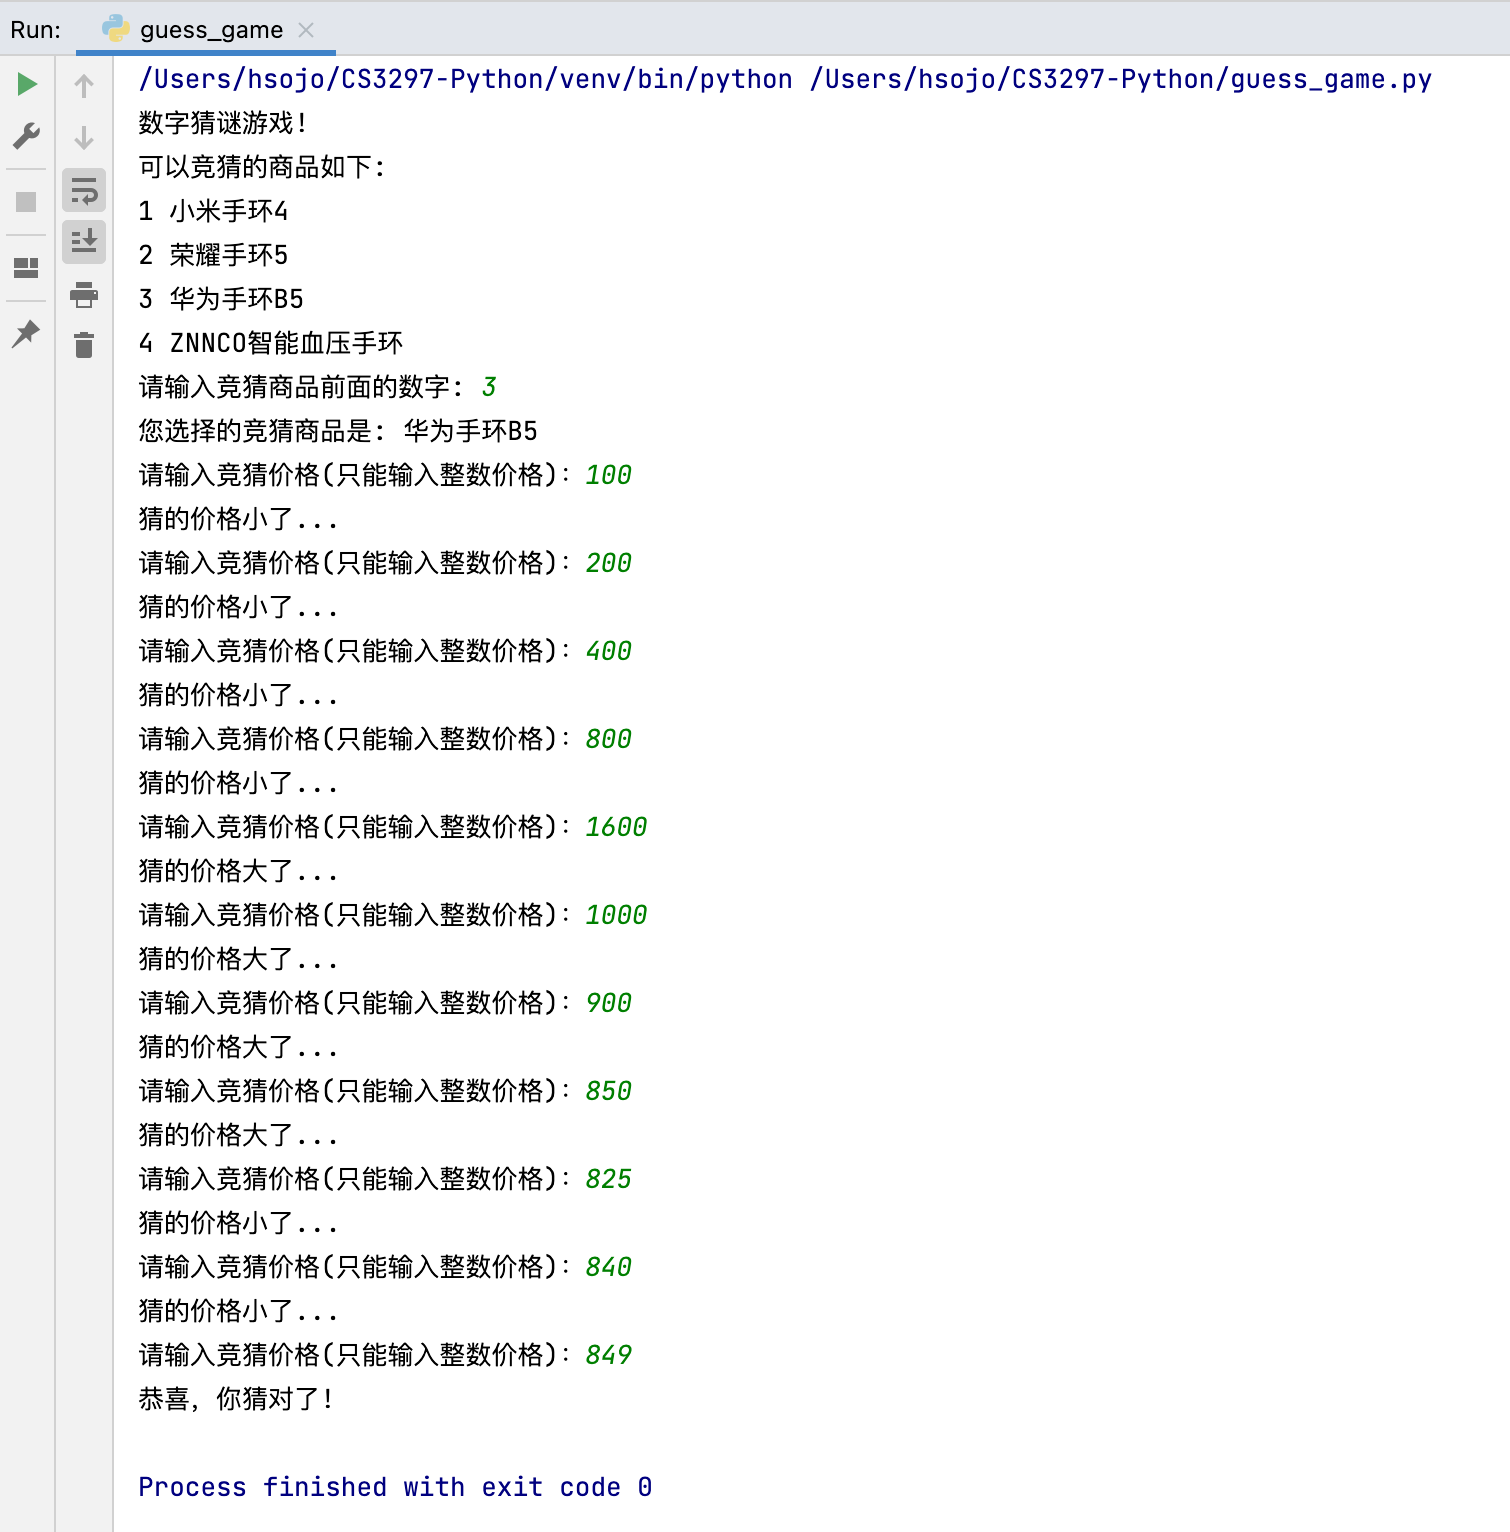 Run: guess_game
/Users/hsojo/CS3297-Python/venv/bin/python /Users/hsojo/CS3297-Python/guess_game.py
数字猜谜游戏!
可以竞猜的商品如下:
1 小米手环4
2 荣耀手环5
3 华为手环B5
4 ZNNCO智能血压手环
请输入竞猜商品前面的数字: 3
您选择的竞猜商品是: 华为手环B5
请输入竞猜价格(只能输入整数价格)：100
猜的价格小了...
请输入竞猜价格(只能输入整数价格)：200
猜的价格小了...
请输入竞猜价格(只能输入整数价格)：400
猜的价格小了...
请输入竞猜价格(只能输入整数价格)：800
猜的价格小了...
请输入竞猜价格(只能输入整数价格)：1600
猜的价格大了...
请输入竞猜价格(只能输入整数价格)：1000
猜的价格大了...
请输入竞猜价格(只能输入整数价格)：900
猜的价格大了...
请输入竞猜价格(只能输入整数价格)：850
猜的价格大了...
请输入竞猜价格(只能输入整数价格)：825
猜的价格小了...
请输入竞猜价格(只能输入整数价格)：840
猜的价格小了...
请输入竞猜价格(只能输入整数价格)：849
恭喜，你猜对了!
Process finished with exit code 0